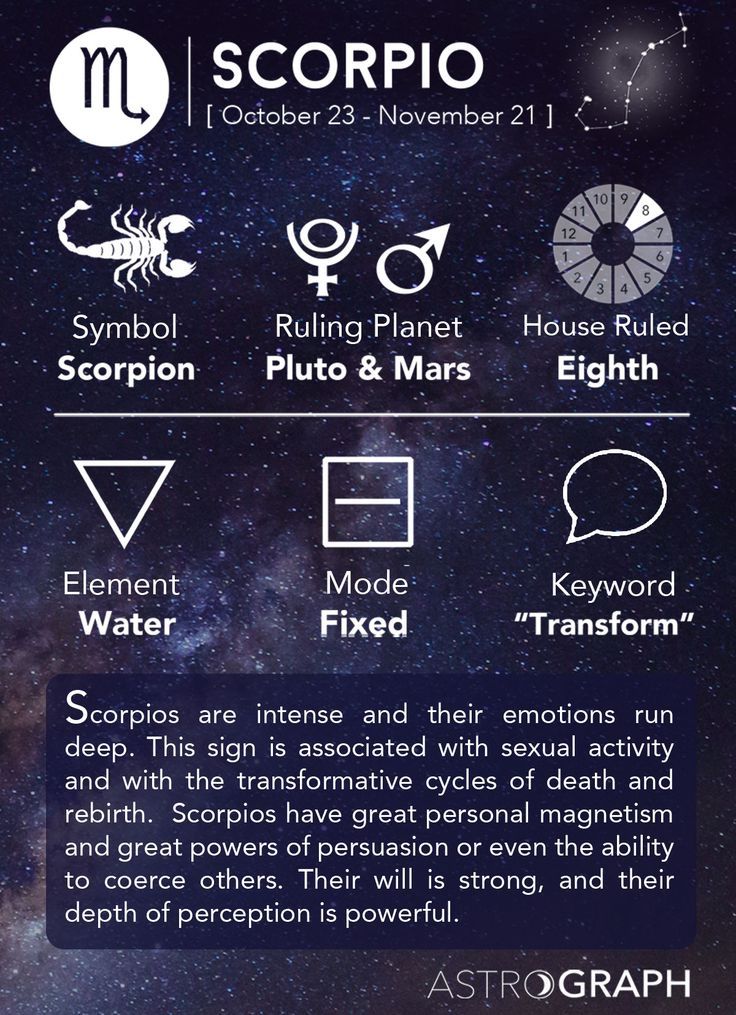 SCORPIO
[ October 23 - November 21 ]
10 9
11 8
12 7
1 6
2 5
3 4
Symbol
Scorpion
Ruling Planet
Pluto & Mars
House Ruled
Eighth
Element
Water
Mode
Fixed
Keyword
“Transform”
Scorpios are intense and their emotions run
deep. This sign is associated with sexual activity
and with the transformative cycles of death and
rebirth. Scorpios have great personal magnetism
and great powers of persuasion or even the ability
to coerce others. Their will is strong, and their
depth of perception is powerful.
ASTROGRAPH